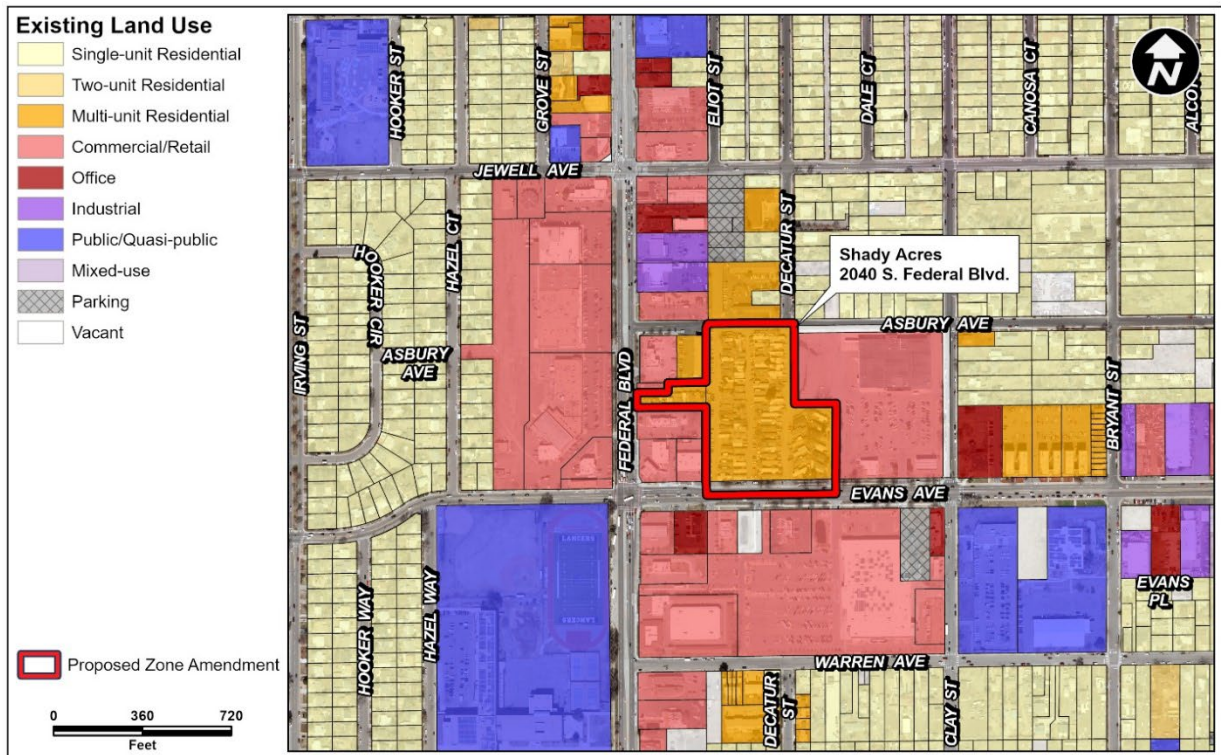 Existing Land Use
Single-unit Residential
Two-unit Residential
Multi-unit Residential
Commercial/Retail
Office
Industrial
Public/Quasi-public
Mixed-use
Parking
Vacant
Proposed Zone Amendment
0 360 720
Feet
N
HOOKER ST
GROVE ST
ELIOT ST
DALE CT
CANOSA CT
JEWELL AVE
HOOKER CIR
HAZEL CT
DECATUR ST
Shady Acres
2040 S. Federal Blvd.
IRVING ST
ASBURY
AVE
ASBURY AVE
FEDERAL BLVD
BRYANT ST
EVANS AVE
LANCERS
LANCERS
HOOKER WAY
HAZEL WAY
EVANS
PL
WARREN AVE
DECATUR
ST
CLAY ST